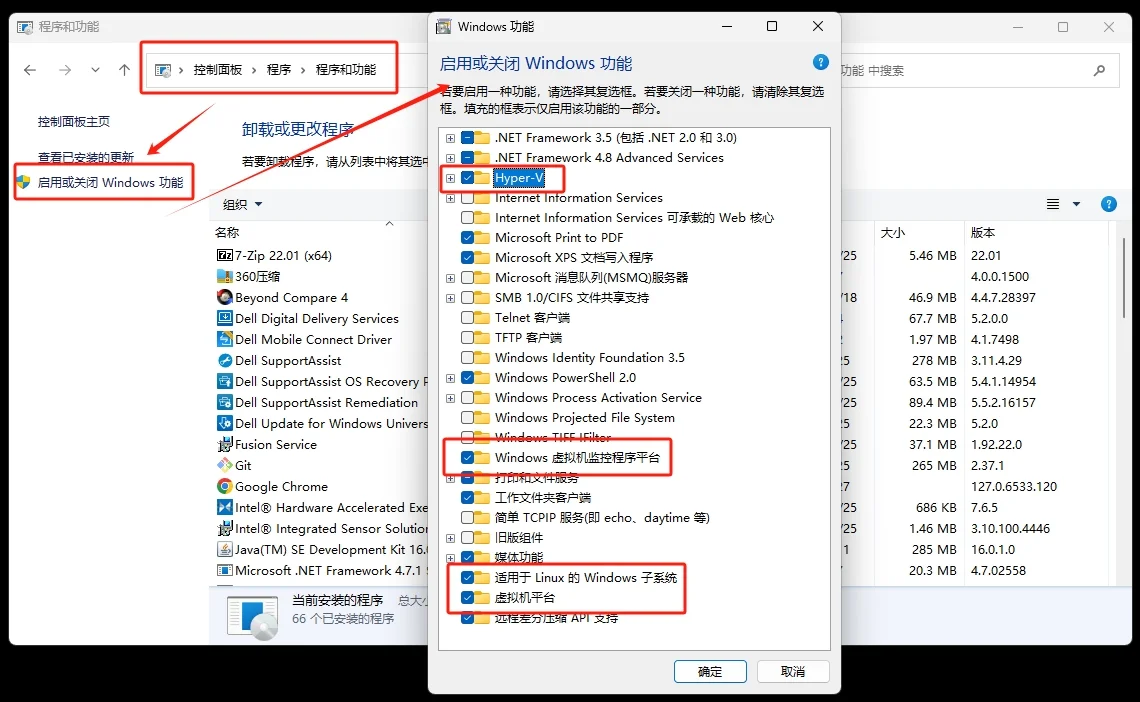 程序和功能
控制面板 › 程序 › 程序和功能
功能 中搜索
控制面板主页
查看已安装的更新
启用或关闭 Windows 功能
卸载或更改程序
若要卸载程序，请从列表中将其选中
组织
名称
大小
版本
7-Zip 22.01 (x64)
/25
5.46 MB
22.01
360压缩
4.0.0.1500
Beyond Compare 4
/18
46.9 MB
4.4.7.28397
Dell Digital Delivery Services
67.7 MB
5.2.0.0
Dell Mobile Connect Driver
1.97 MB
4.1.7498
Dell SupportAssist
25
278 MB
3.11.4.29
Dell SupportAssist OS Recovery
/25
63.5 MB
5.4.1.14954
Dell SupportAssist Remediation
/25
89.4 MB
5.5.2.16157
Dell Update for Windows Univers
/25
22.3 MB
5.2.0
Fusion Service
/25
37.1 MB
1.92.22.0
Git
25
265 MB
2.37.1
Google Chrome
27
127.0.6533.120
Intel® Hardware Accelerated Exe
/25
686 KB
7.6.5
Intel® Integrated Sensor Solution
/25
1.46 MB
3.10.100.4446
Java(TM) SE Development Kit 16.0
1
285 MB
16.0.1.0
Microsoft .NET Framework 4.7.1
25
20.3 MB
4.7.02558
当前安装的程序
总大小
66 个已安装的程序
Windows 功能
启用或关闭 Windows 功能
若要启用一种功能，请选择其复选框。若要关闭一种功能，请清除其复选
框。填充的框表示仅启用该功能的一部分。
.NET Framework 3.5 (包括 .NET 2.0 和 3.0)
.NET Framework 4.8 Advanced Services
Hyper-V
Internet Information Services
Internet Information Services 可承载的 Web 核心
Microsoft Print to PDF
Microsoft XPS 文档写入程序
Microsoft 消息队列(MSMQ)服务器
SMB 1.0/CIFS 文件共享支持
Telnet 客户端
TFTP 客户端
Windows Identity Foundation 3.5
Windows PowerShell 2.0
Windows Process Activation Service
Windows Projected File System
Windows TIFF IFilter
Windows 虚拟机监控程序平台
打印和文件服务
工作文件夹客户端
简单 TCPIP 服务(即 echo、daytime 等)
旧版组件
媒体功能
适用于 Linux 的 Windows 子系统
虚拟机平台
远程差分压缩 API 支持
确定
取消